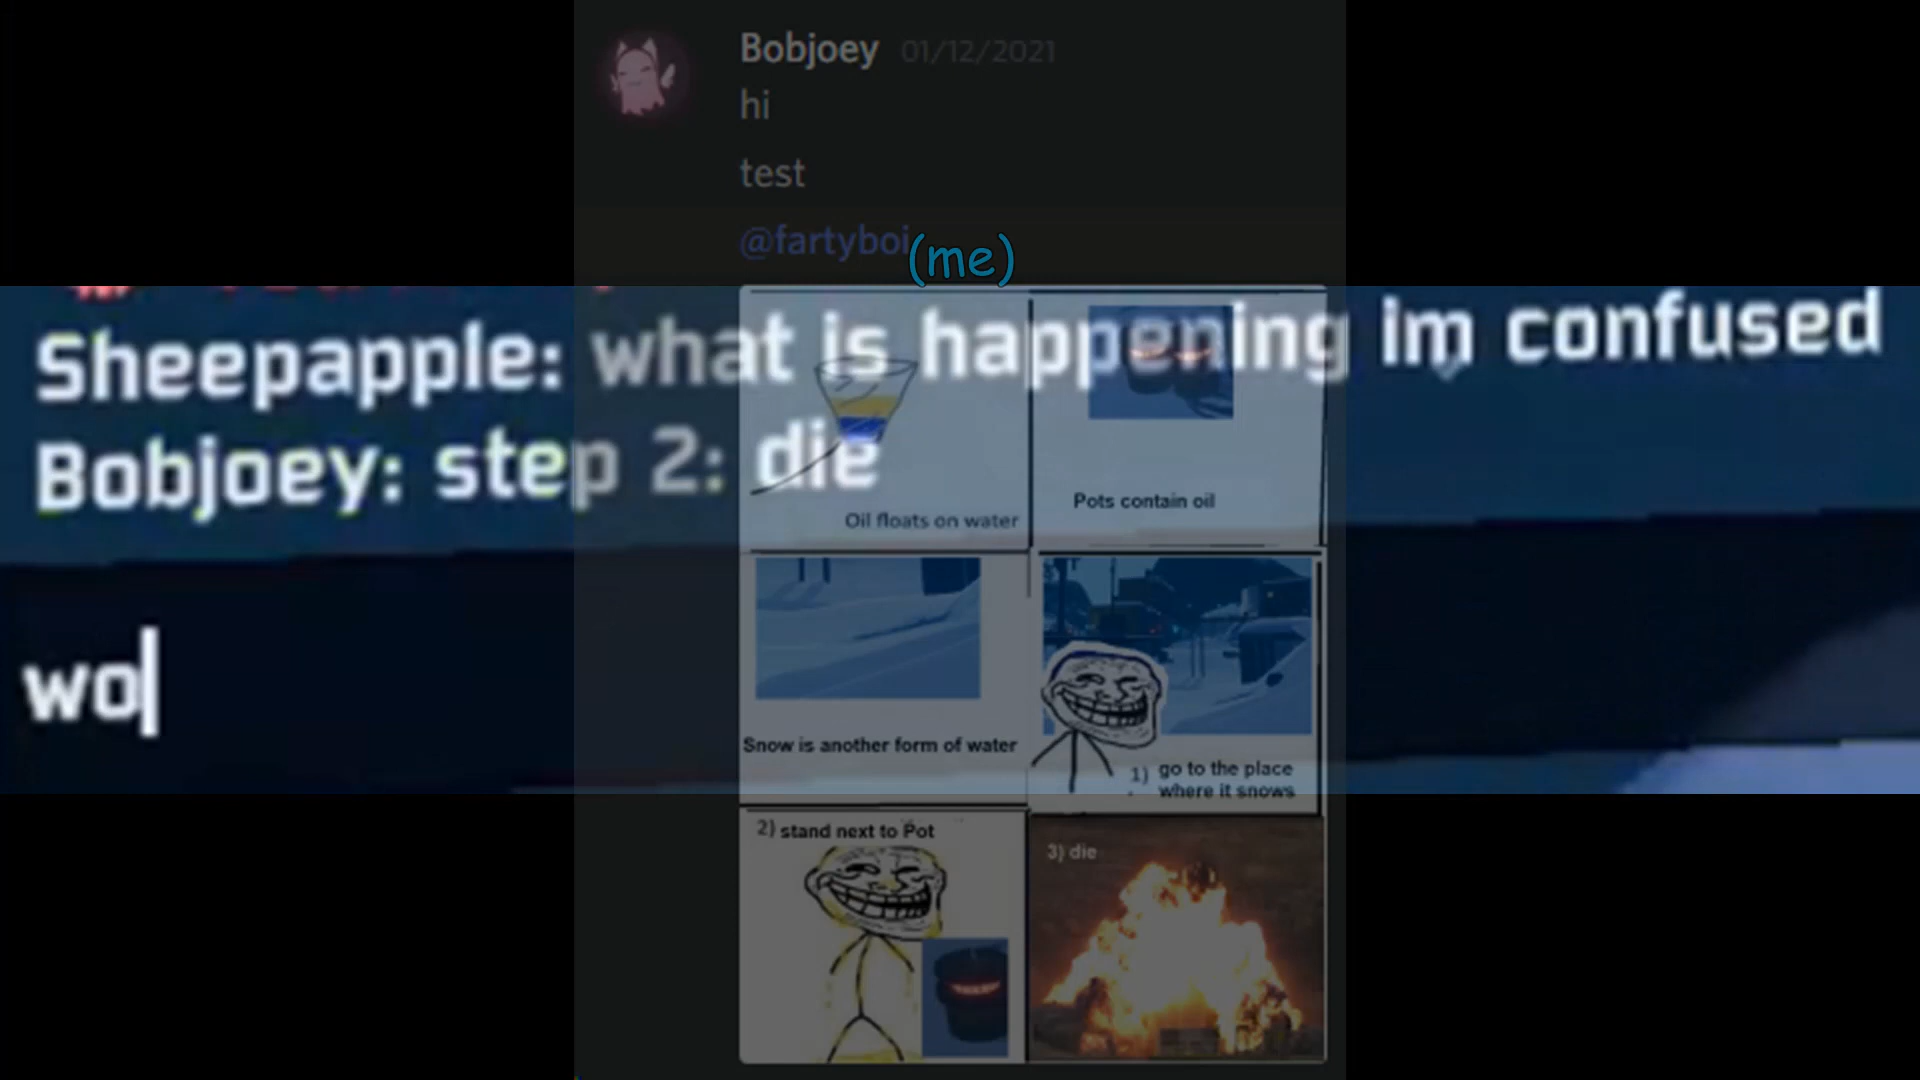 Bobjoey 01/12/2021
hi
test
@fartyboi
(me)
Sheepapple: what is happening im confused
Bobjoey: step 2: die
wo
Oil floats on water
Pots contain oil
Snow is another form of water
1) go to the place
where it snows
2) stand next to Pot
3) die